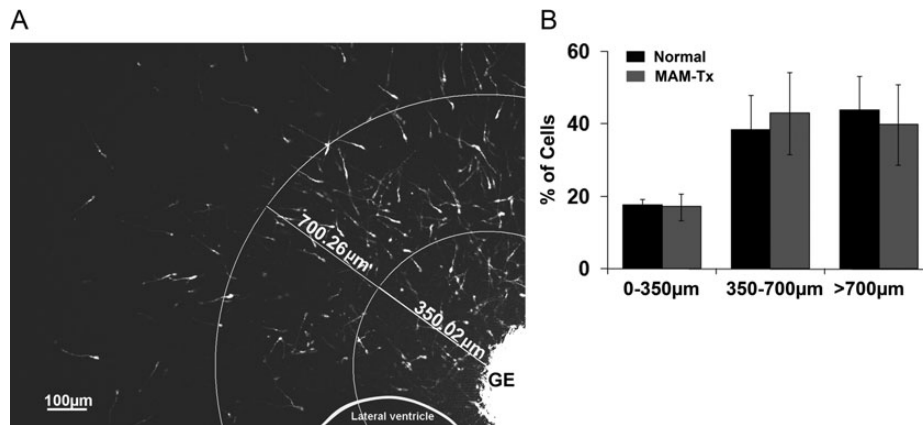 A
700.26µm
350.02µm
GE
100µm
Lateral ventricle
B
Normal
MAM-Tx
% of Cells
60
40
20
0
0-350µm 350-700µm >700µm